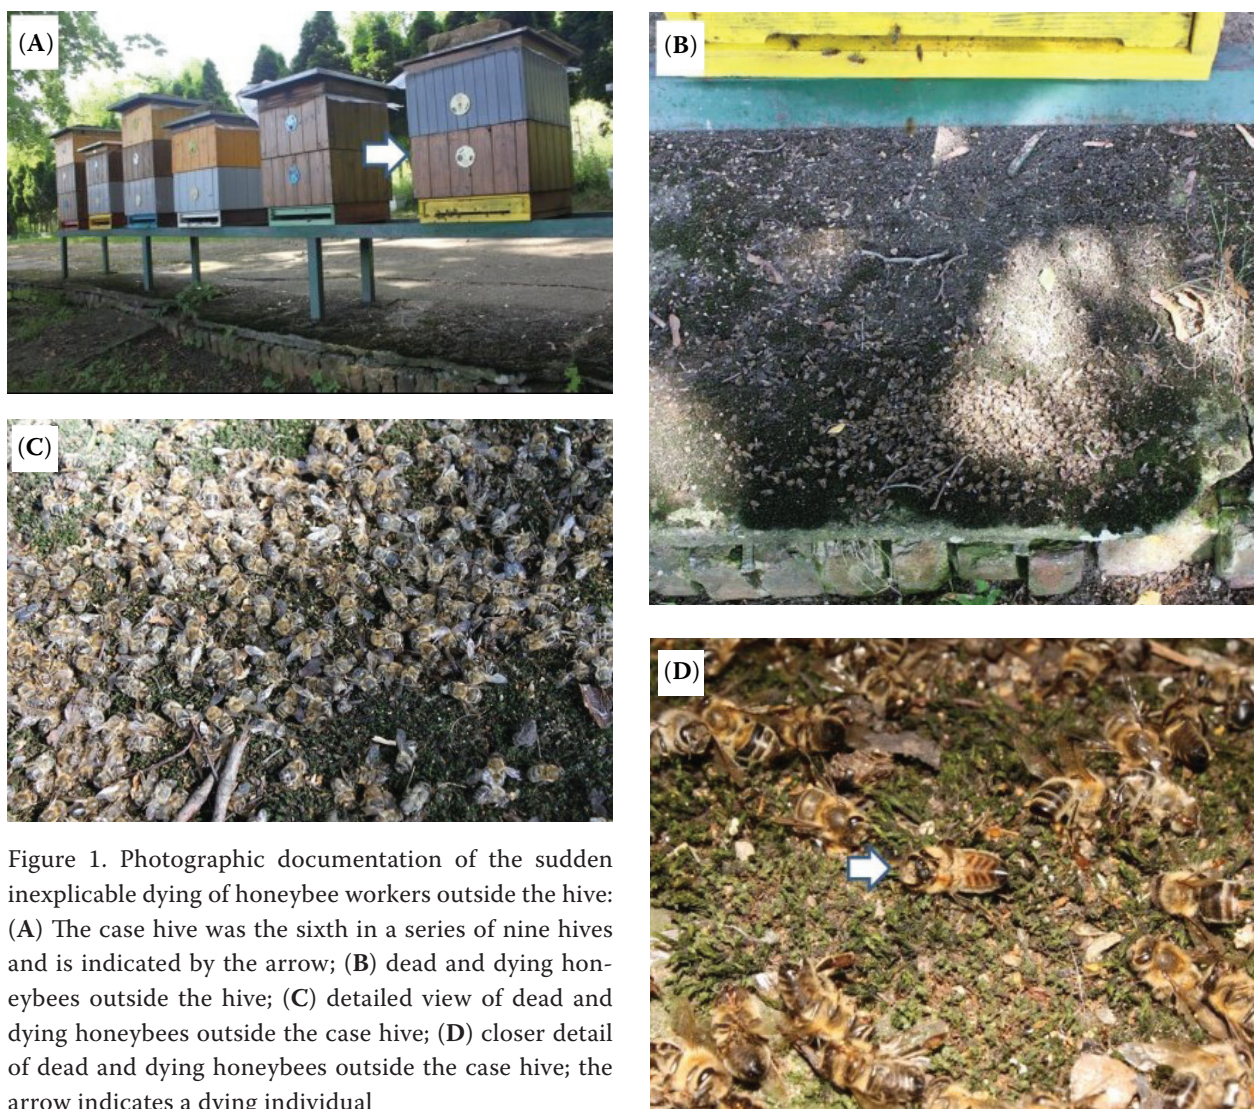 (A)
(B)
(C)
(D)
Figure 1. Photographic documentation of the sudden
inexplicable dying of honeybee workers outside the hive:
(A) The case hive was the sixth in a series of nine hives
and is indicated by the arrow; (B) dead and dying hon-
eybees outside the hive; (C) detailed view of dead and
dying honeybees outside the case hive; (D) closer detail
of dead and dying honeybees outside the case hive; the
arrow indicates a dying individual